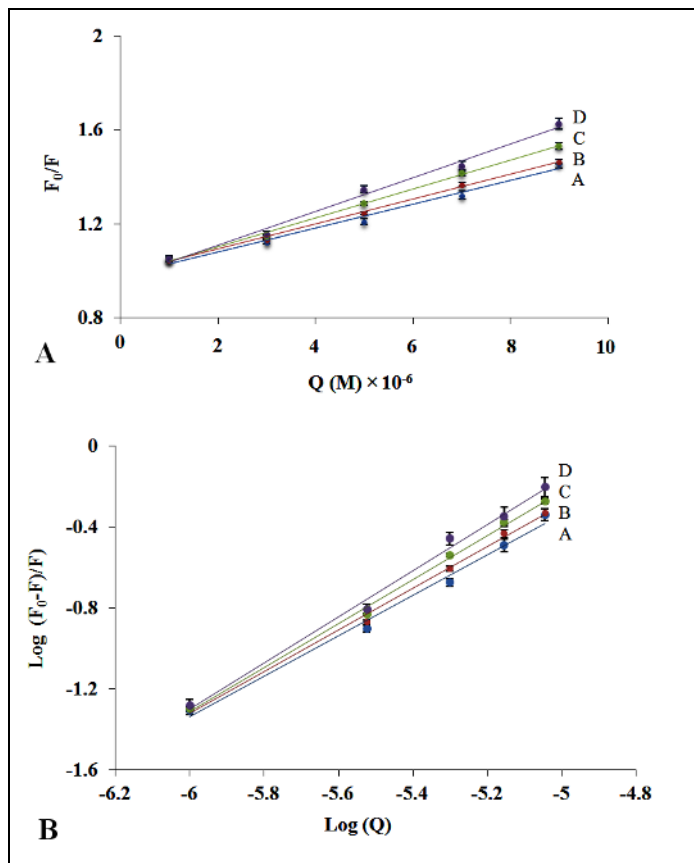 2
1.6
1.2
0.8
F₀/F
D
C
B
A
0 2 4 6 8 10
A
Q (M) × 10⁻⁶
0
-0.4
-0.8
-1.2
-1.6
Log (F₀-F)/F)
D
C
B
A
-6.2 -6 -5.8 -5.6 -5.4 -5.2 -5 -4.8
B
Log (Q)